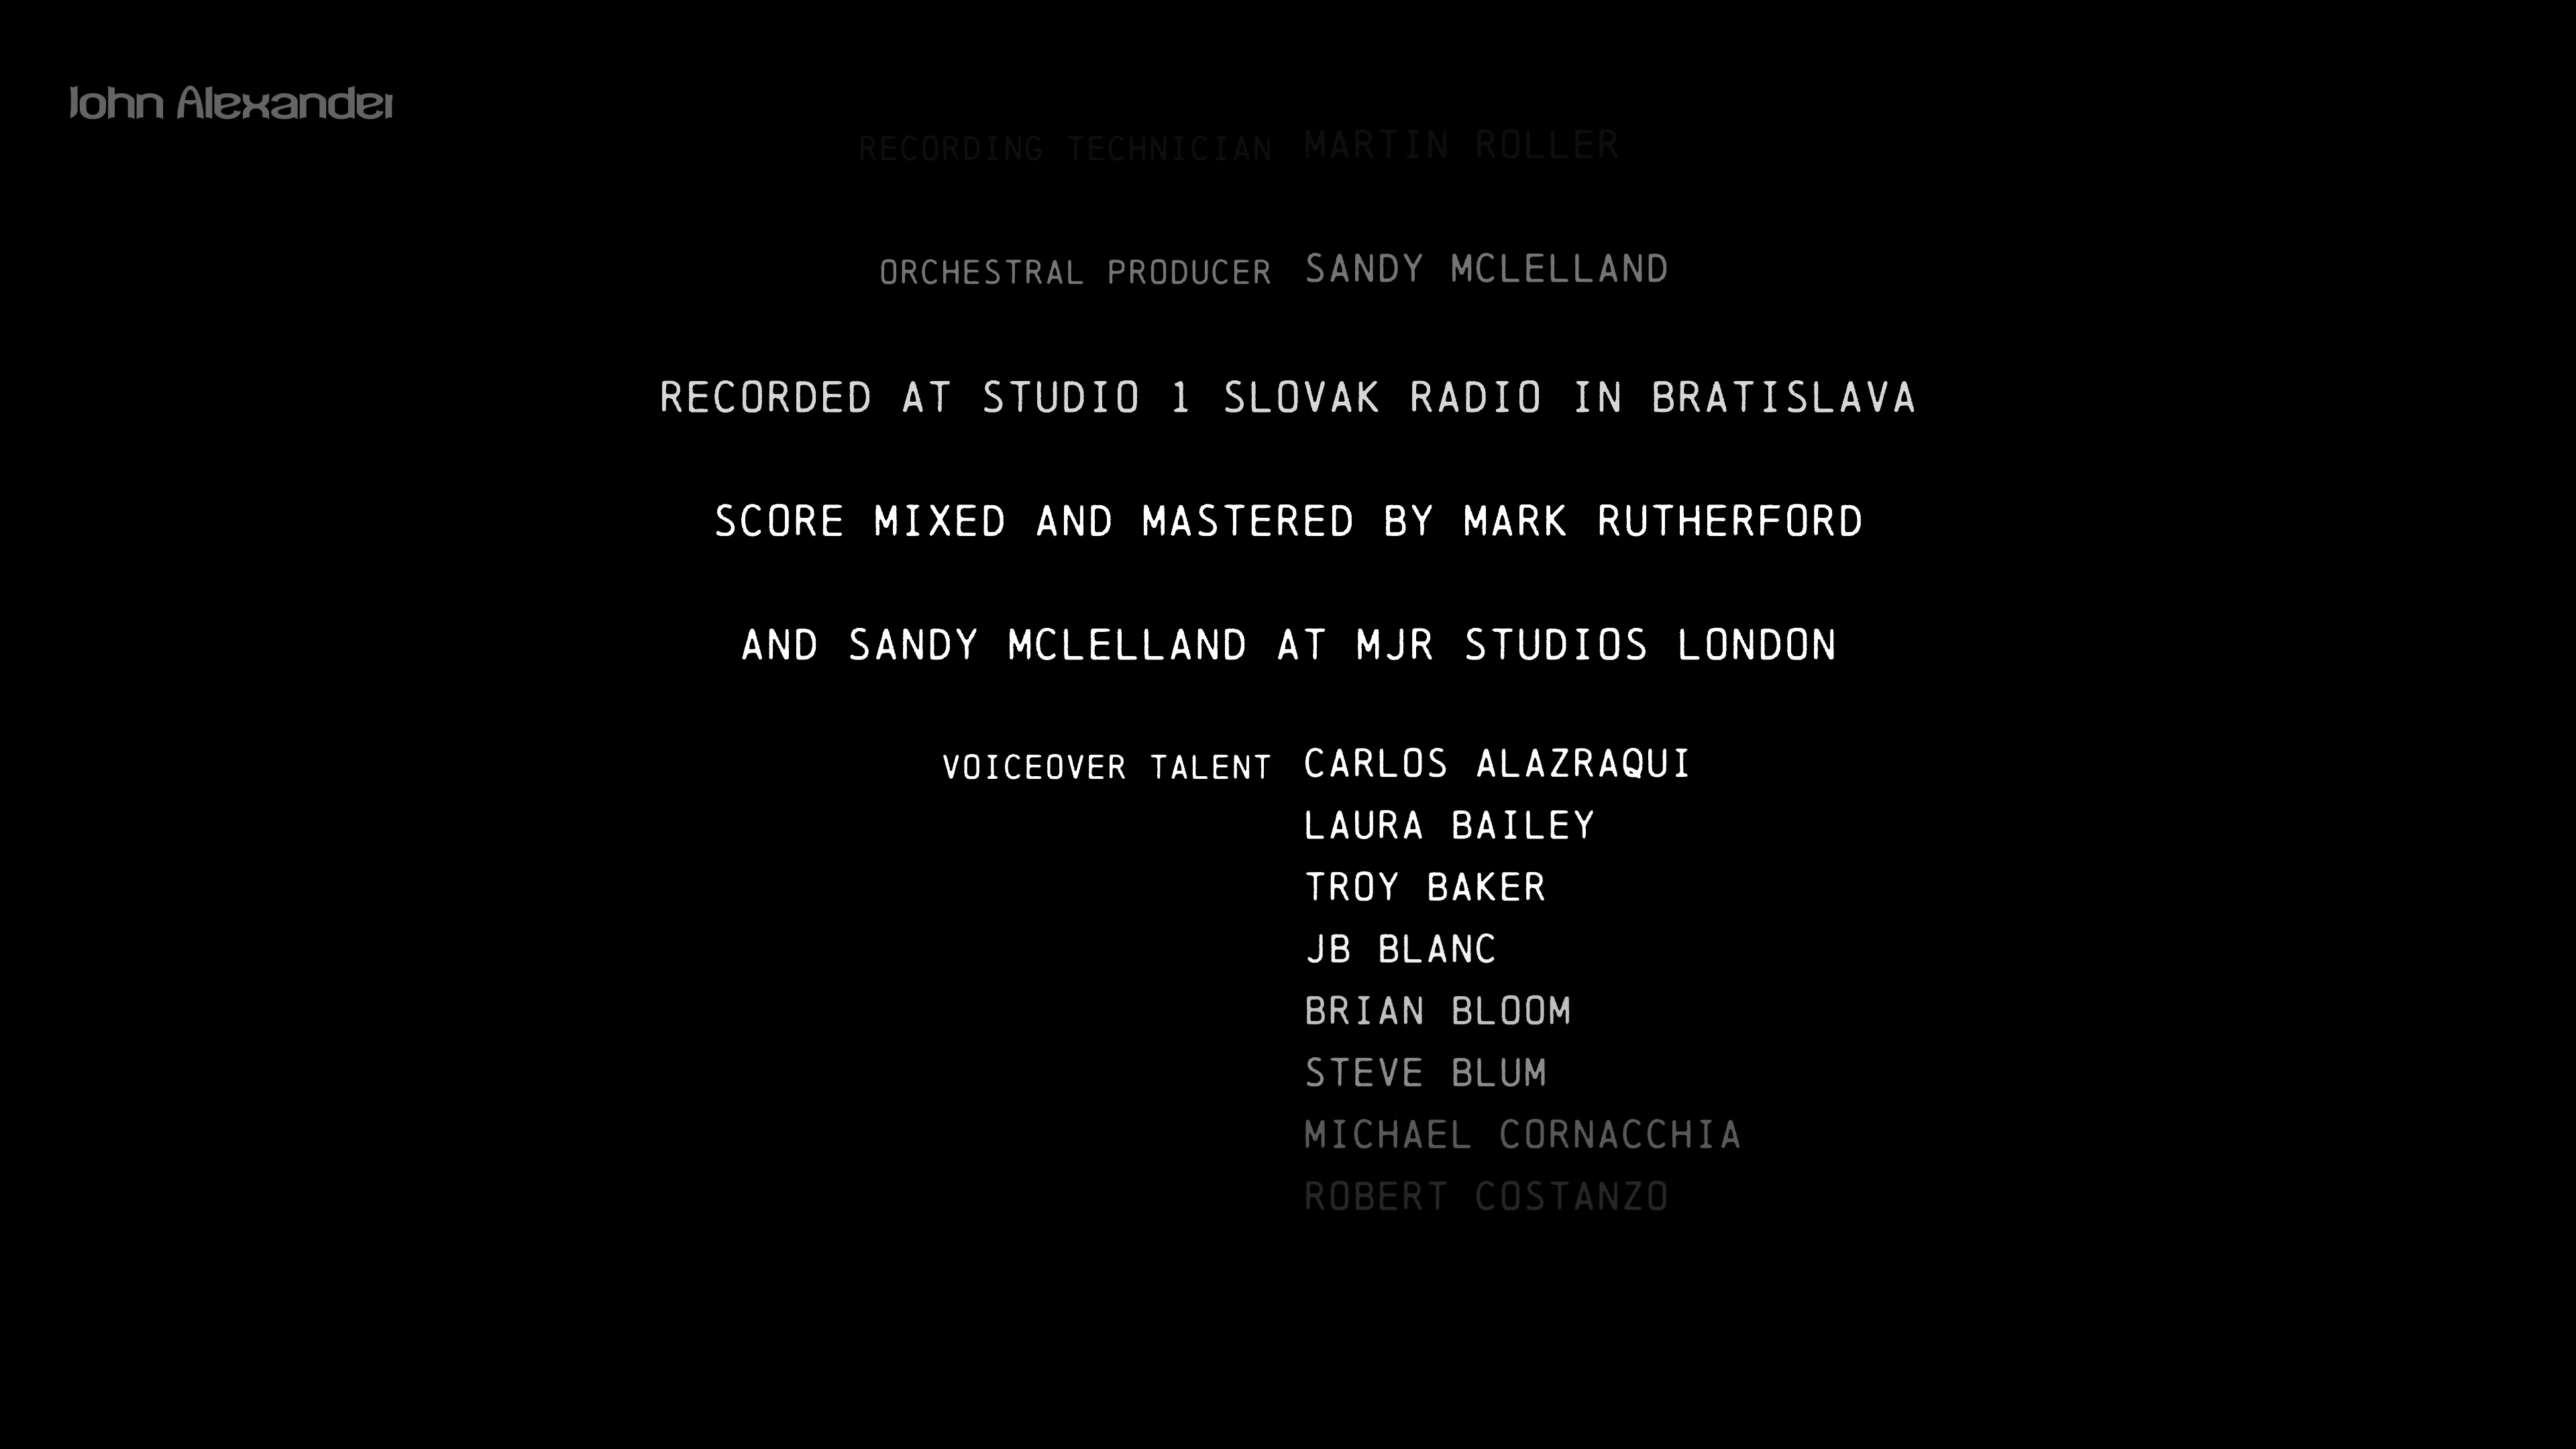 John Alexander
RECORDING TECHNICIAN MARTIN ROLLER
ORCHESTRAL PRODUCER SANDY MCLELLAND
RECORDED AT STUDIO 1 SLOVAK RADIO IN BRATISLAVA
SCORE MIXED AND MASTERED BY MARK RUTHERFORD
AND SANDY MCLELLAND AT MJR STUDIOS LONDON
VOICEOVER TALENT CARLOS ALAZRAQUI
LAURA BAILEY
TROY BAKER
JB BLANC
BRIAN BLOOM
STEVE BLUM
MICHAEL CORNACCHIA
ROBERT COSTANZO